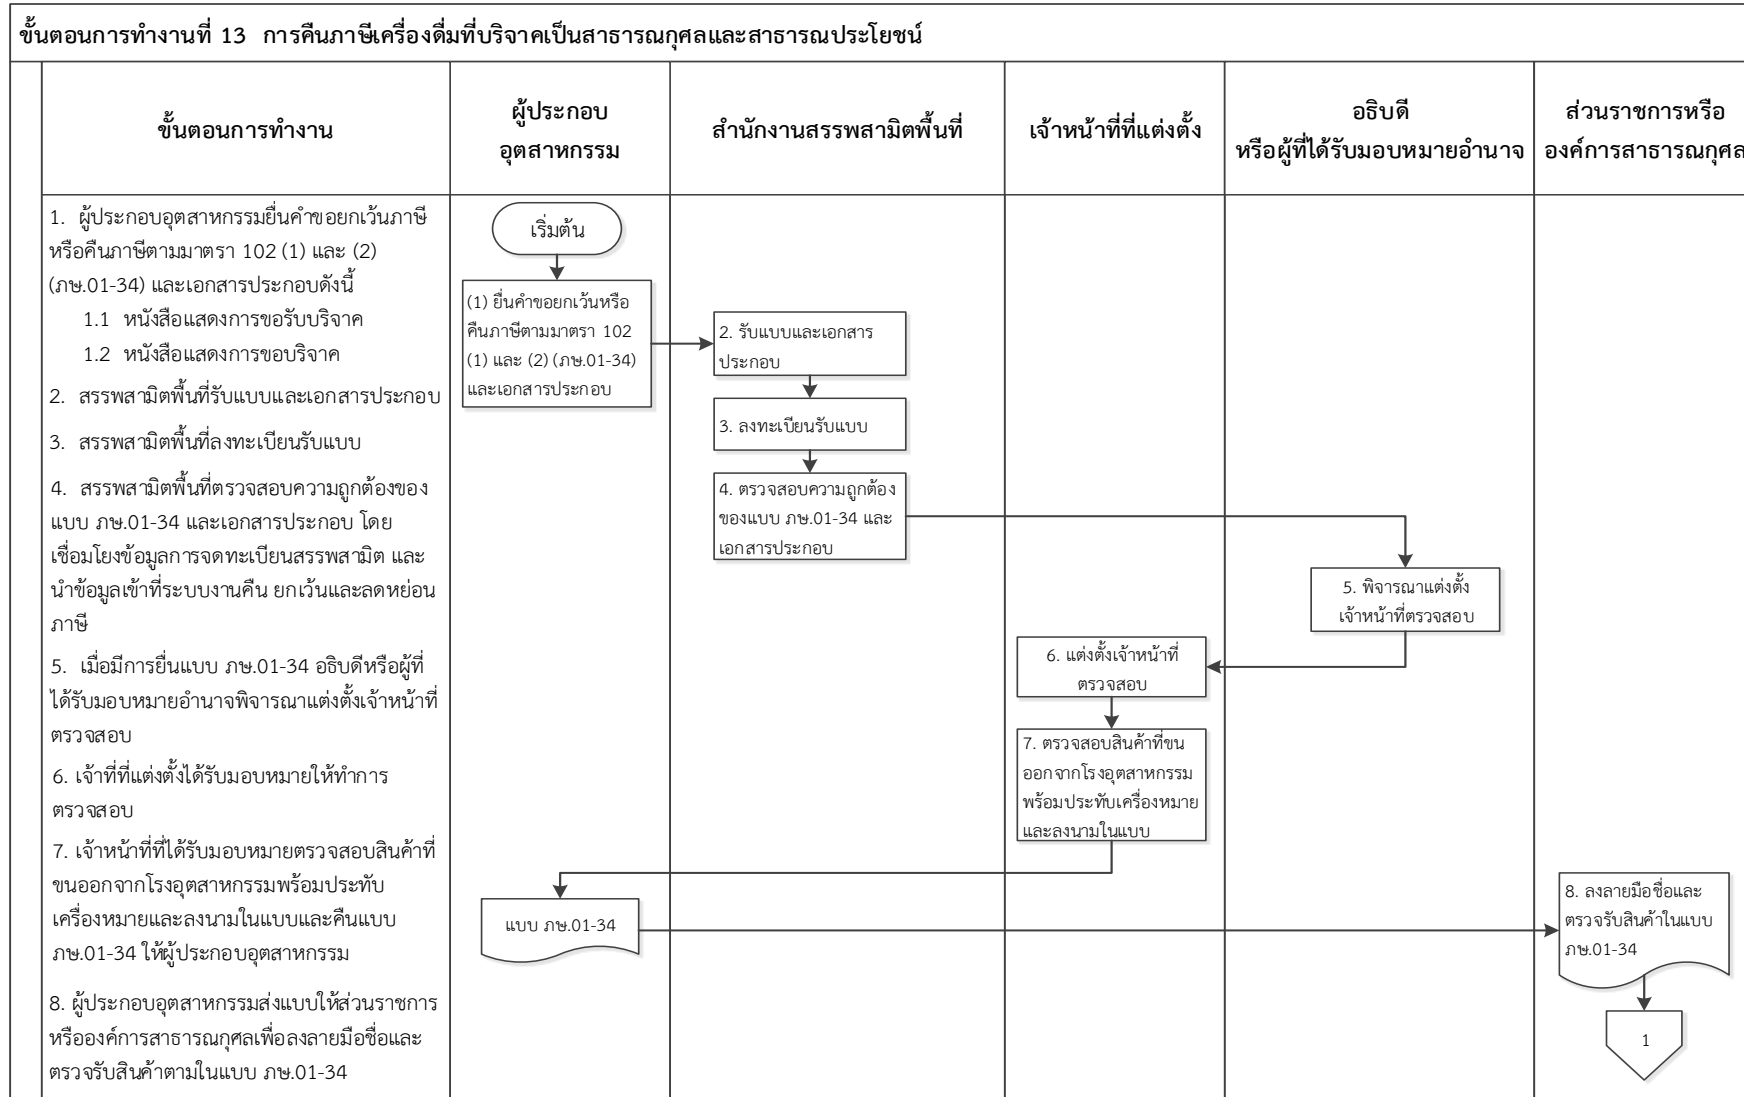 ขั้นตอนการทำงานที่ 13 การคืนภาษีเครื่องดื่มที่บริจาคเป็นสาธารณกุศลและสาธารณประโยชน์
ขั้นตอนการทำงาน
ผู้ประกอบ
อุตสาหกรรม
สำนักงานสรรพสามิตพื้นที่
เจ้าหน้าที่ที่แต่งตั้ง
อธิบดี
หรือผู้ที่ได้รับมอบหมายอำนาจ
ส่วนราชการหรือ
องค์การสาธารณกุศล
1. ผู้ประกอบอุตสาหกรรมยื่นคำขอยกเว้นภาษี
หรือคืนภาษีตามมาตรา 102 (1) และ (2)
(ภษ.01-34) และเอกสารประกอบดังนี้
1.1 หนังสือแสดงการขอรับบริจาค
1.2 หนังสือแสดงการขอบริจาค
2. สรรพสามิตพื้นที่รับแบบและเอกสารประกอบ
3. สรรพสามิตพื้นที่ลงทะเบียนรับแบบ
4. สรรพสามิตพื้นที่ตรวจสอบความถูกต้องของ
แบบ ภษ.01-34 และเอกสารประกอบ โดย
เชื่อมโยงข้อมูลการจดทะเบียนสรรพสามิต และ
นำข้อมูลเข้าที่ระบบงานคืน ยกเว้นและลดหย่อน
ภาษี
5. เมื่อมีการยื่นแบบ ภษ.01-34 อธิบดีหรือผู้ที่
ได้รับมอบหมายอำนาจพิจารณาแต่งตั้งเจ้าหน้าที่
ตรวจสอบ
6. เจ้าที่ที่แต่งตั้งได้รับมอบหมายให้ทำการ
ตรวจสอบ
7. เจ้าหน้าที่ที่ได้รับมอบหมายตรวจสอบสินค้าที่
ขนออกจากโรงอุตสาหกรรมพร้อมประทับ
เครื่องหมายและลงนามในแบบและคืนแบบ
ภษ.01-34 ให้ผู้ประกอบอุตสาหกรรม
8. ผู้ประกอบอุตสาหกรรมส่งแบบให้ส่วนราชการ
หรือองค์การสาธารณกุศลเพื่อลงลายมือชื่อและ
ตรวจรับสินค้าตามในแบบ ภษ.01-34
เริ่มต้น
(1) ยื่นคำขอยกเว้นหรือ
คืนภาษีตามมาตรา 102
(1) และ (2) (ภษ.01-34)
และเอกสารประกอบ
2. รับแบบและเอกสาร
ประกอบ
3. ลงทะเบียนรับแบบ
4. ตรวจสอบความถูกต้อง
ของแบบ ภษ.01-34 และ
เอกสารประกอบ
5. พิจารณาแต่งตั้ง
เจ้าหน้าที่ตรวจสอบ
6. แต่งตั้งเจ้าหน้าที่
ตรวจสอบ
7. ตรวจสอบสินค้าที่ขน
ออกจากโรงอุตสาหกรรม
พร้อมประทับเครื่องหมาย
และลงนามในแบบ
แบบ ภษ.01-34
8. ลงลายมือชื่อและ
ตรวจรับสินค้าในแบบ
ภษ.01-34
1